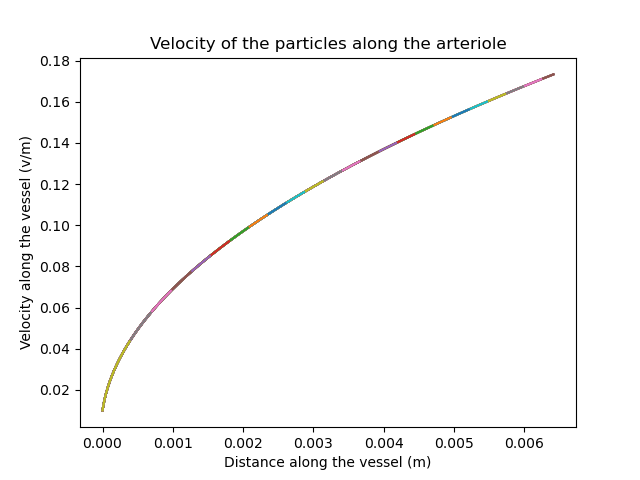 Velocity of the particles along the arteriole
0.18
0.16
0.14
0.12
0.10
0.08
0.06
0.04
0.02
Velocity along the vessel (v/m)
0.000 0.001 0.002 0.003 0.004 0.005 0.006
Distance along the vessel (m)